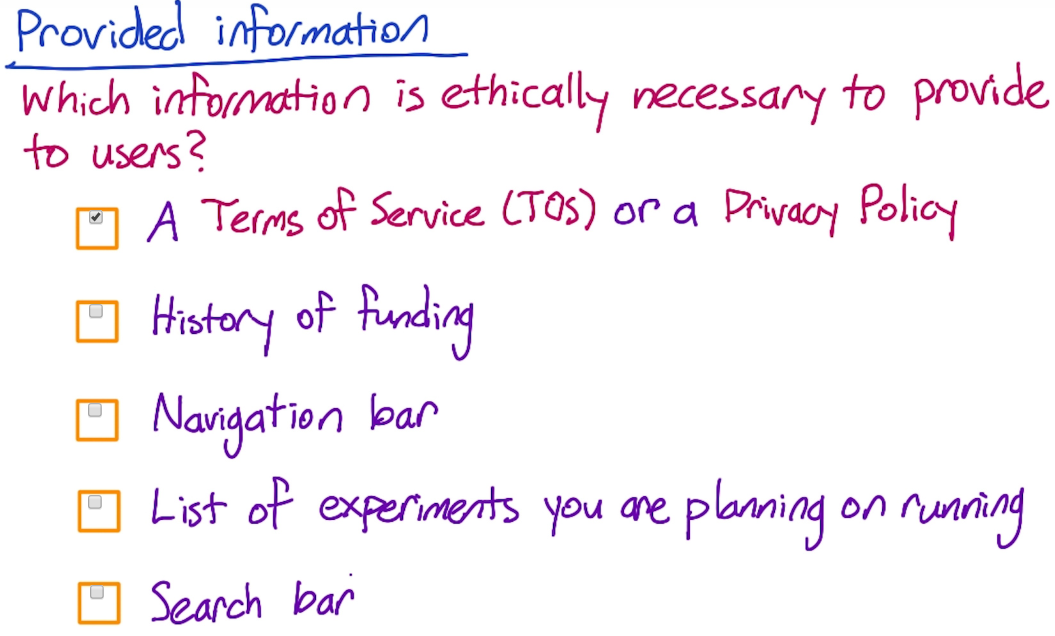 Provided information
Which information is ethically necessary to provide
to users?
A Terms of Service (TOS) or a Privacy Policy
History of funding
Navigation bar
List of experiments you are planning on running
Search bar